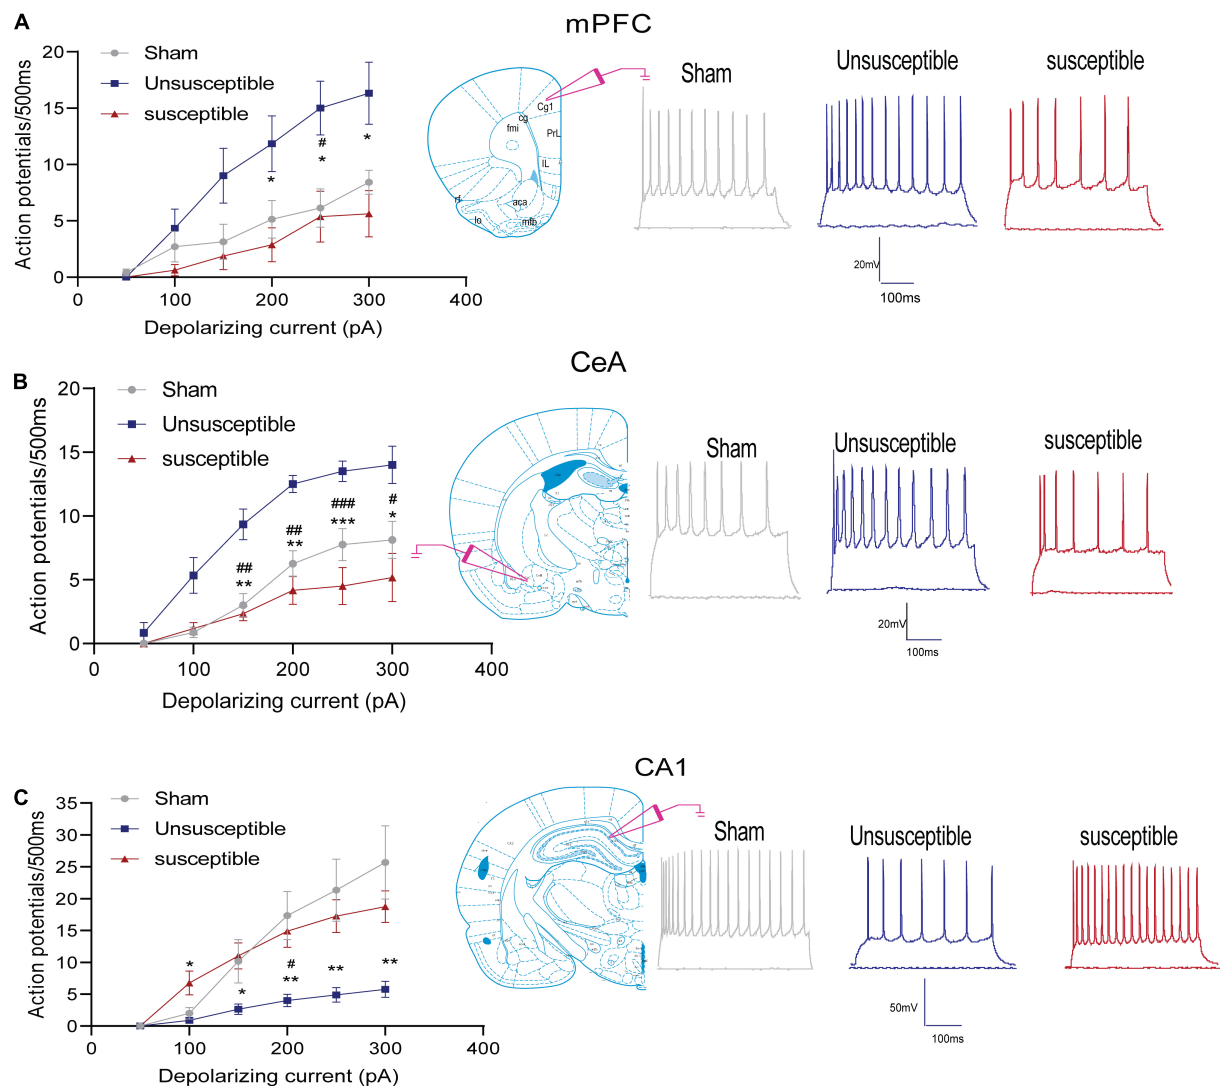 A
mPFC
Sham
Unsusceptible
susceptible
Action potentials/500ms
20
15
10
5
0
#
*
*
*
0 100 200 300 400
Depolarizing current (pA)
Cg1
cg
fmi
PrL
IL
aca
lo
mfb
Sham
Unsusceptible
susceptible
20mV
100ms
B
CeA
Sham
Unsusceptible
susceptible
Action potentials/500ms
20
15
10
5
0
##
**
##
**
###
***
#
*
0 100 200 300 400
Depolarizing current (pA)
Sham
Unsusceptible
susceptible
20mV
100ms
C
CA1
Sham
Unsusceptible
susceptible
Action potentials/500ms
35
30
25
20
15
10
5
0
*
*
#
**
**
**
0 100 200 300 400
Depolarizing current (pA)
Sham
Unsusceptible
susceptible
50mV
100ms